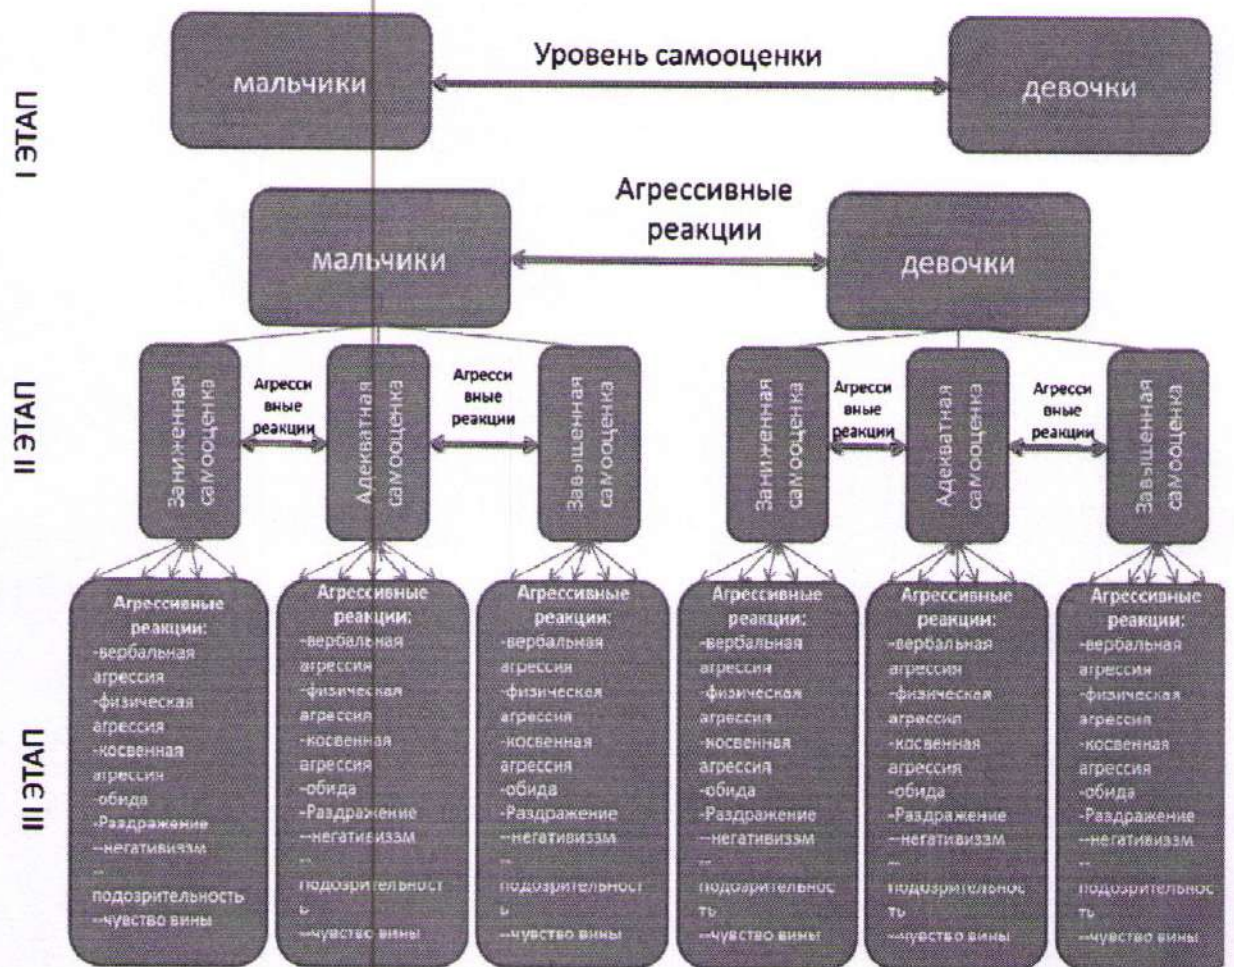 I ЭТАП
мальчики
Уровень самооценки
девочки
мальчики
Агрессивные
реакции
девочки
II ЭТАП
Заниженная
самооценка
Агресси
вные
реакции
Адекватная
самооценка
Агресси
вные
реакции
Завышенная
самооценка
Заниженная
самооценка
Агресси
вные
реакции
Адекватная
самооценка
Агресси
вные
реакции
Завышенная
самооценка
III ЭТАП
Агрессивные
реакции:
-вербальная
агрессия
-физическая
агрессия
-косвенная
агрессия
-обида
-Раздражение
--негативиззм
--
подозрительность
--чувство вины
Агрессивные
реакции:
-вербальная
агрессия
-физическая
агрессия
-косвенная
агрессия
-обида
-Раздражение
--негативиззм
--
подозрительност
ь
--чувство вины
Агрессивные
реакции:
-вербальная
агрессия
-физическая
агрессия
-косвенная
агрессия
-обида
-Раздражение
--негативиззм
--
подозрительност
ь
--чувство вины
Агрессивные
реакции:
-вербальная
агрессия
-физическая
агрессия
-косвенная
агрессия
-обида
-Раздражение
--негативиззм
--
подозрительнос
ть
--чувство вины
Агрессивные
реакции:
-вербальная
агрессия
-физическая
агрессия
-косвенная
агрессия
-обида
-Раздражение
--негативиззм
--
подозрительнос
ть
--чувство вины
Агрессивные
реакции:
-вербальная
агрессия
-физическая
агрессия
-косвенная
агрессия
-обида
-Раздражение
--негативиззм
--
подозрительнос
ть
--чувство вины